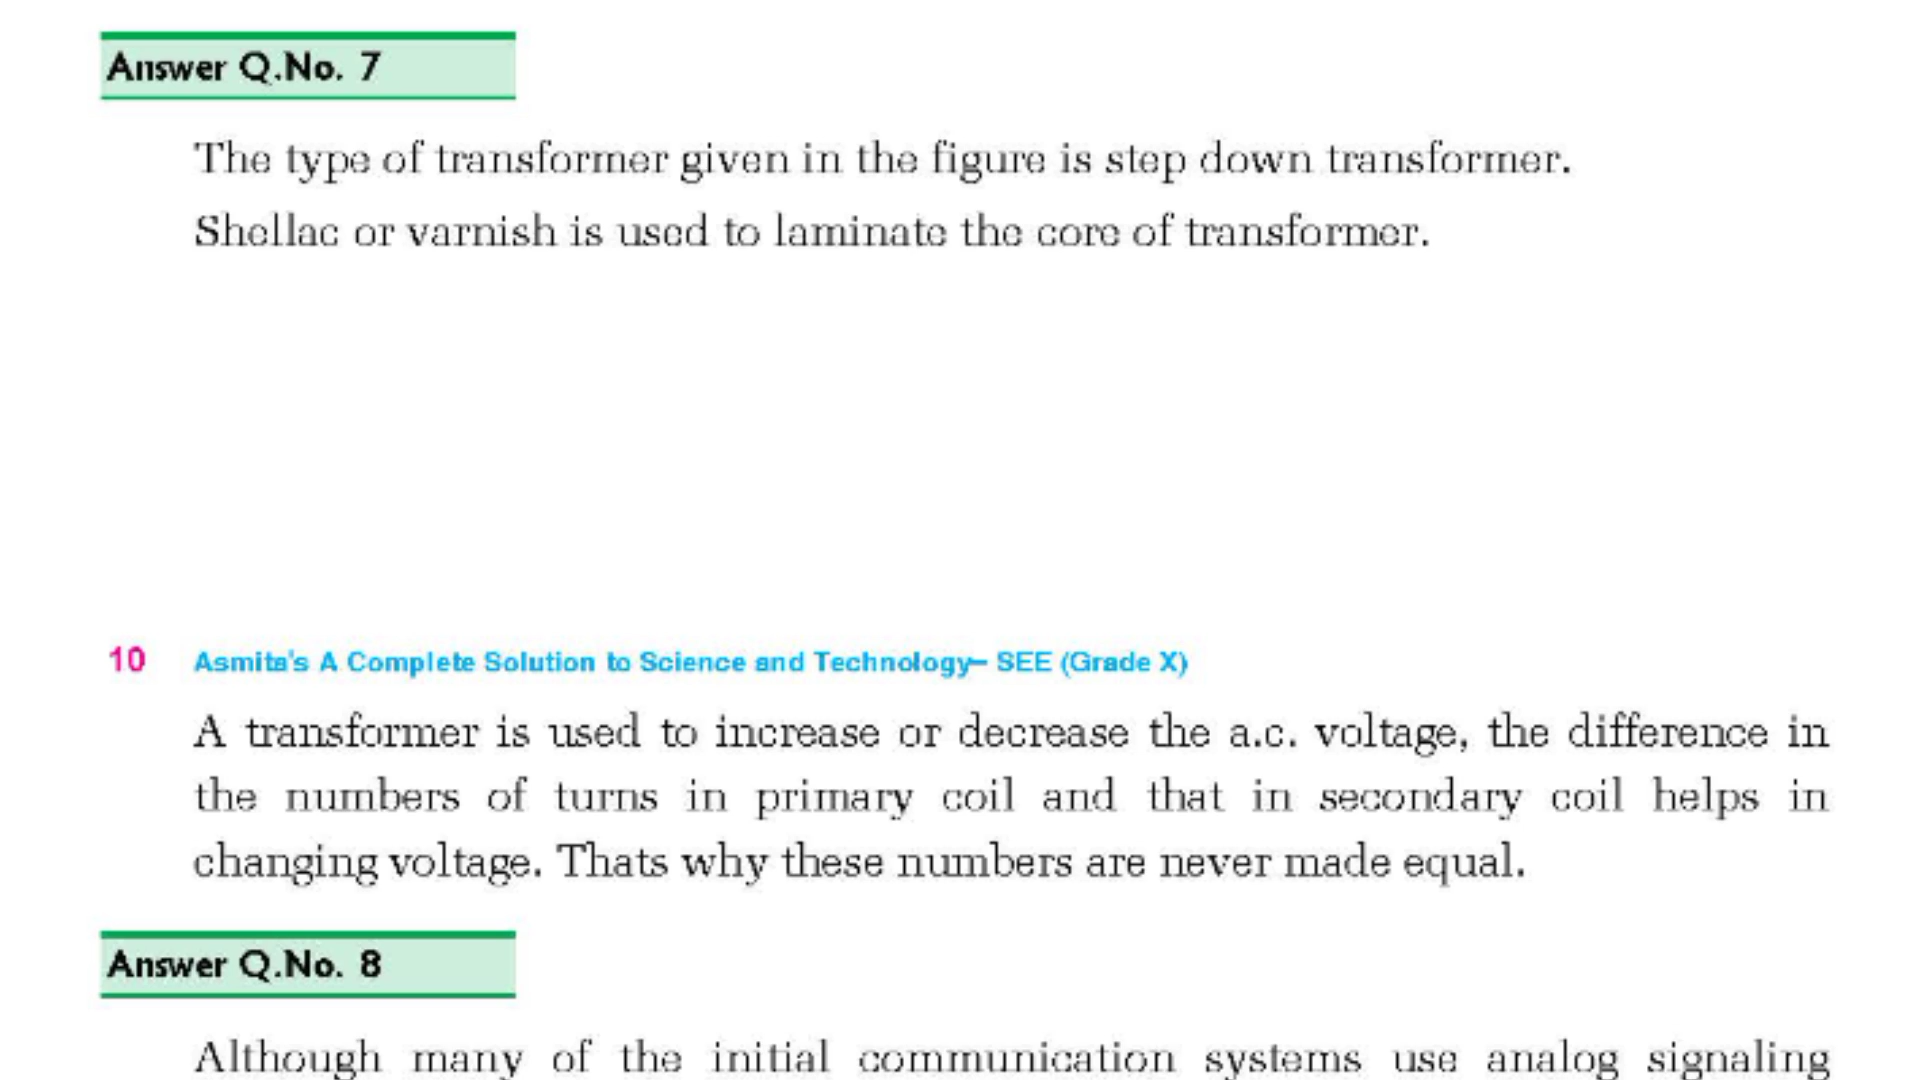 Answer Q.No. 7
The type of transformer given in the figure is step down transformer.
Shellac or varnish is used to laminate the core of transformer.
10 Asmita's A Complete Solution to Science and Technology– SEE (Grade X)
A transformer is used to increase or decrease the a.c. voltage, the difference in
the numbers of turns in primary coil and that in secondary coil helps in
changing voltage. Thats why these numbers are never made equal.
Answer Q.No. 8
Although many of the initial communication systems use analog signaling